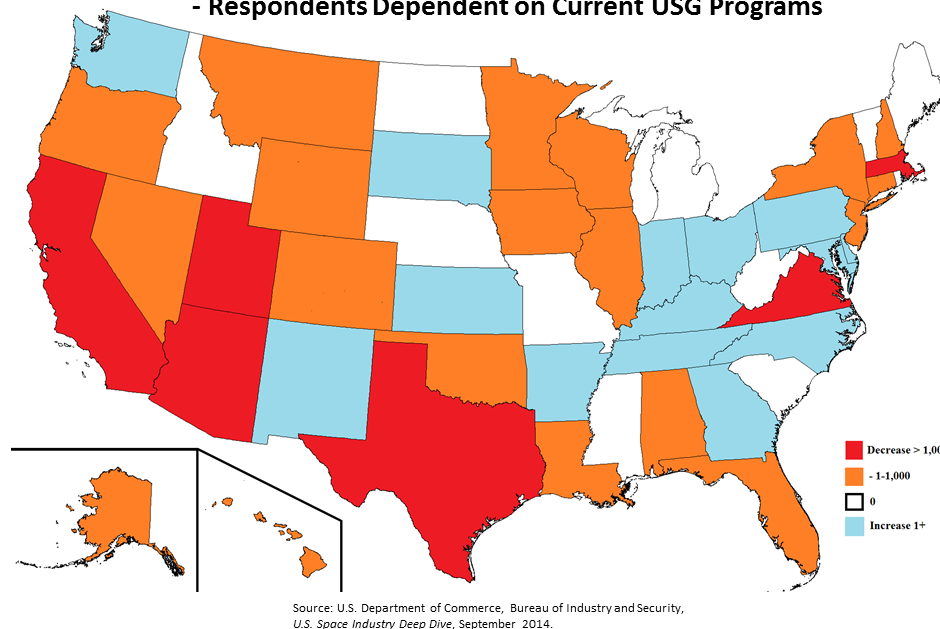 - Respondents Dependent on Current USG Programs
Decrease > 1,00
- 1-1,000
0
Increase 1+
Source: U.S. Department of Commerce, Bureau of Industry and Security,
U.S. Space Industry Deep Dive, September 2014.